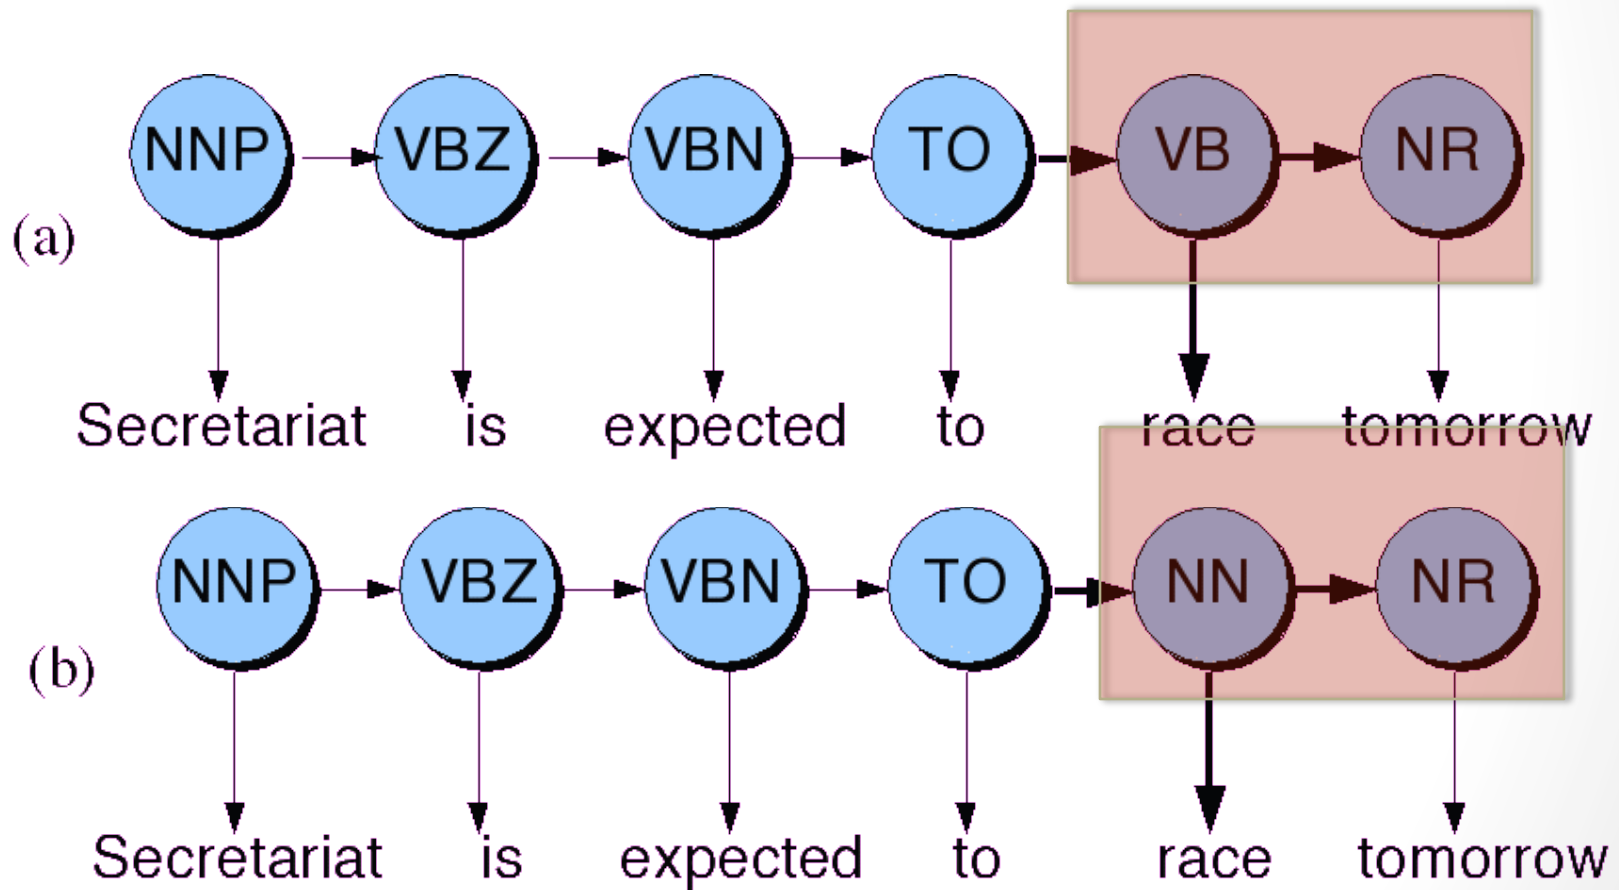 NNP VBZ VBN TO VB NR
(a)
Secretariat is expected to race tomorrow
NNP VBZ VBN TO NN NR
(b)
Secretariat is expected to race tomorrow